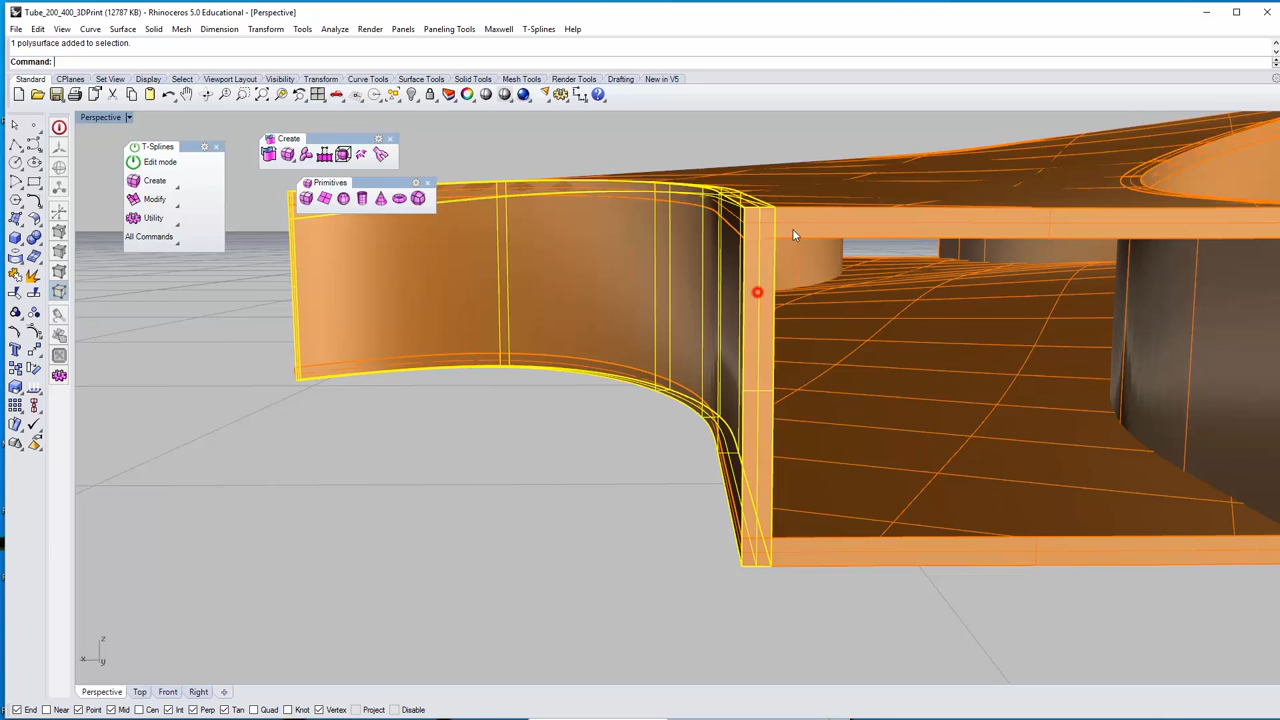 Tube_200_400_3DPrint (12787 KB) - Rhinoceros 5.0 Educational - [Perspective]
File Edit View Curve Surface Solid Mesh Dimension Transform Tools Analyze Render Panels Paneling Tools Maxwell T-Splines Help
1 polysurface added to selection.
Command:
Standard CPlanes Set View Display Select Viewport Layout Visibility Transform Curve Tools Surface Tools Solid Tools Mesh Tools Render Tools Drafting New in V5
Perspective
T-Splines
Edit mode
Create
Modify
Utility
All Commands
Create
Primitives
z
x
y
Perspective Top Front Right
End Near Point Mid Cen Int Perp Tan Quad Knot Vertex Project Disable